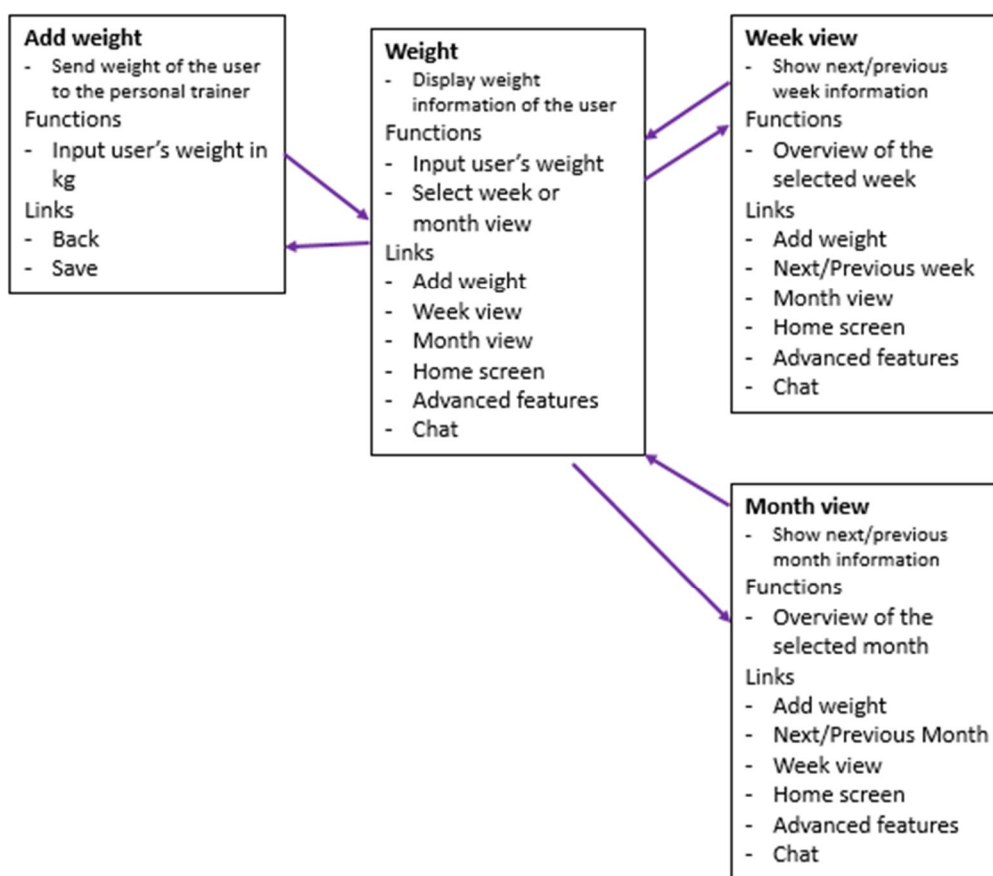 Add weight
- Send weight of the user
to the personal trainer
Functions
- Input user's weight in
kg
Links
- Back
- Save
Weight
- Display weight
information of the user
Functions
- Input user's weight
- Select week or
month view
Links
- Add weight
- Week view
- Month view
- Home screen
- Advanced features
- Chat
Week view
- Show next/previous
week information
Functions
- Overview of the
selected week
Links
- Add weight
- Next/Previous week
- Month view
- Home screen
- Advanced features
- Chat
Month view
- Show next/previous
month information
Functions
- Overview of the
selected month
Links
- Add weight
- Next/Previous Month
- Week view
- Home screen
- Advanced features
- Chat